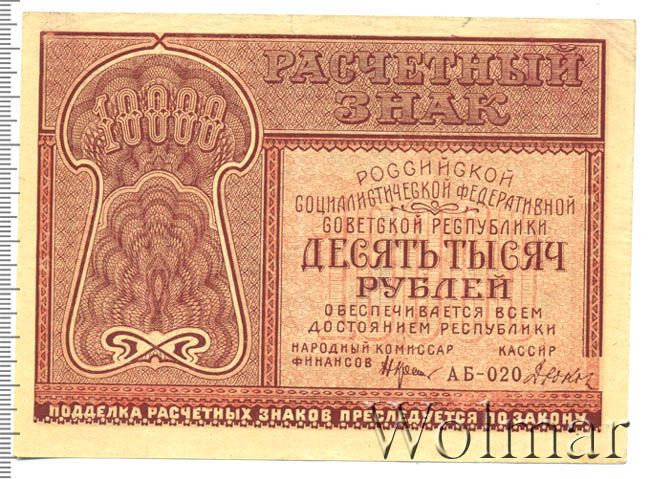 10000
РАСЧЕТНЫЙ
ЗНАК
РОССИЙСКОЙ
СОЦИАЛИСТИЧЕСКОЙ ФЕДЕРАТИВНОЙ
СОВЕТСКОЙ РЕСПУБЛИКИ
ДЕСЯТЬ ТЫСЯЧ
РУБЛЕЙ
ОБЕСПЕЧИВАЕТСЯ ВСЕМ
ДОСТОЯНИЕМ РЕСПУБЛИКИ
НАРОДНЫЙ КОМИССАР КАССИР
ФИНАНСОВ АБ-020
ПОДДЕЛКА РАСЧЕТНЫХ ЗНАКОВ ПРЕСЛЕДУЕТСЯ ПО ЗАКОНУ.
Wolmar